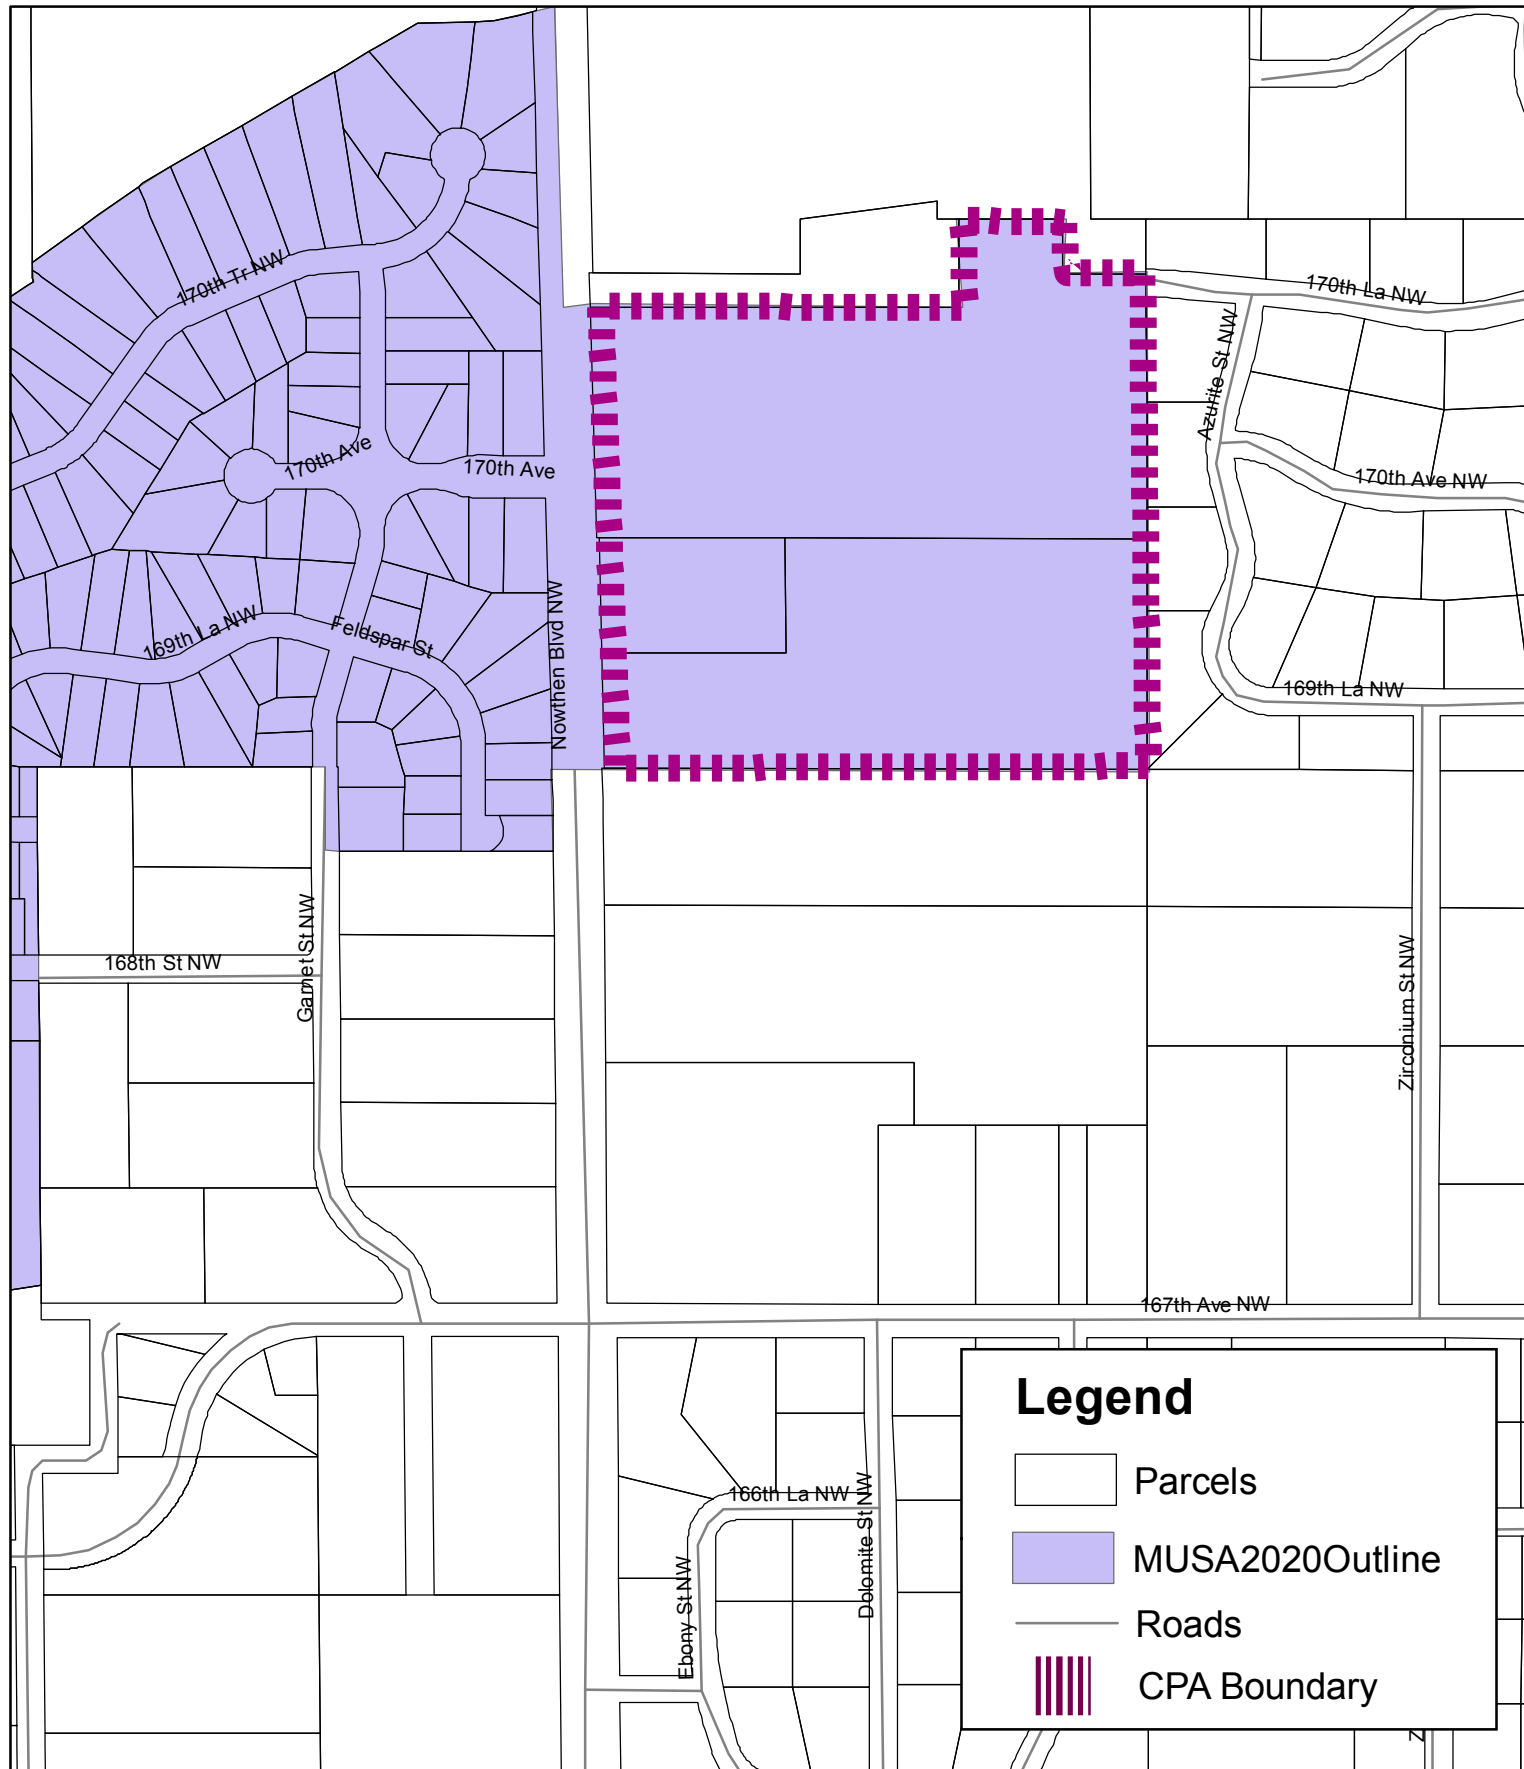 170th Tr NW
170th La NW
Azurite St NW
170th Ave
170th Ave
170th Ave NW
169th La NW
Feldspar St
Nowthen Blvd NW
169th La NW
168th St NW
Garnet St NW
Zirconium St NW
167th Ave NW
166th La NW
Dolomite St NW
Ebony St NW
Legend
Parcels
MUSA2020Outline
Roads
CPA Boundary
Z